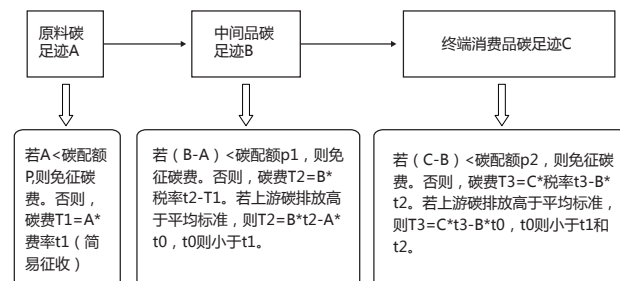 原料碳
足迹A
中间品碳
足迹B
终端消费品碳足迹C
若A<碳配额
P,则免征碳
费。否则，
碳费T1=A*
费率t1（简
易征收）
若（B-A）<碳配额p1，则免
征碳费。否则，碳费T2=B*
税率t2-T1。若上游碳排放高
于平均标准，则T2=B*t2-A*
t0，t0则小于t1。
若（C-B）<碳配额p2，则免征碳
费。否则，碳费T3=C*税率t3-B*
t2。若上游碳排放高于平均标准，
则T3=C*t3-B*t0，t0则小于t1和
t2。